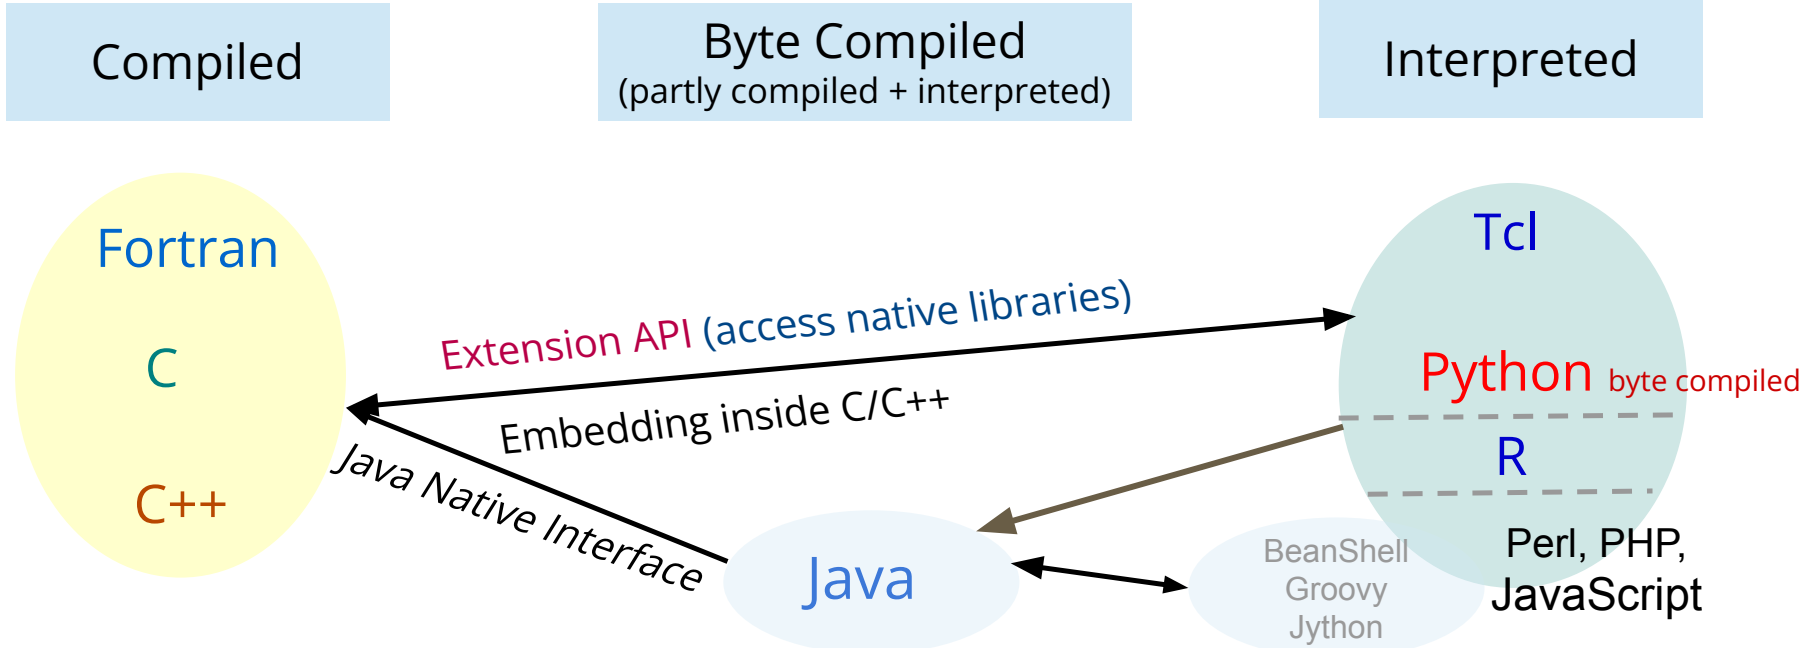 Compiled
Byte Compiled
(partly compiled + interpreted)
Interpreted
Fortran
C
C++
Extension API (access native libraries)
Embedding inside C/C++
Java Native Interface
Java
Tcl
Python byte compiled
R
Perl, PHP,
JavaScript
BeanShell
Groovy
Jython